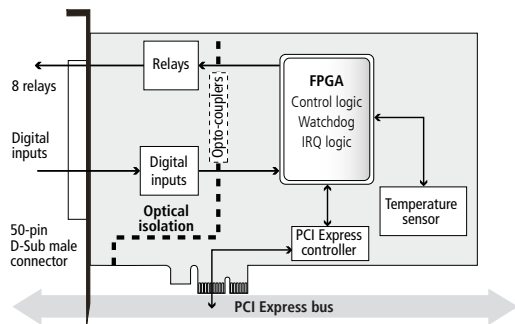 Relays
8 relays
FPGA
Control logic
Watchdog
IRQ logic
Opto-couplers
Digital
inputs
Digital
inputs
Optical
isolation
Temperature
sensor
50-pin
D-Sub male
connector
PCI Express
controller
PCI Express bus